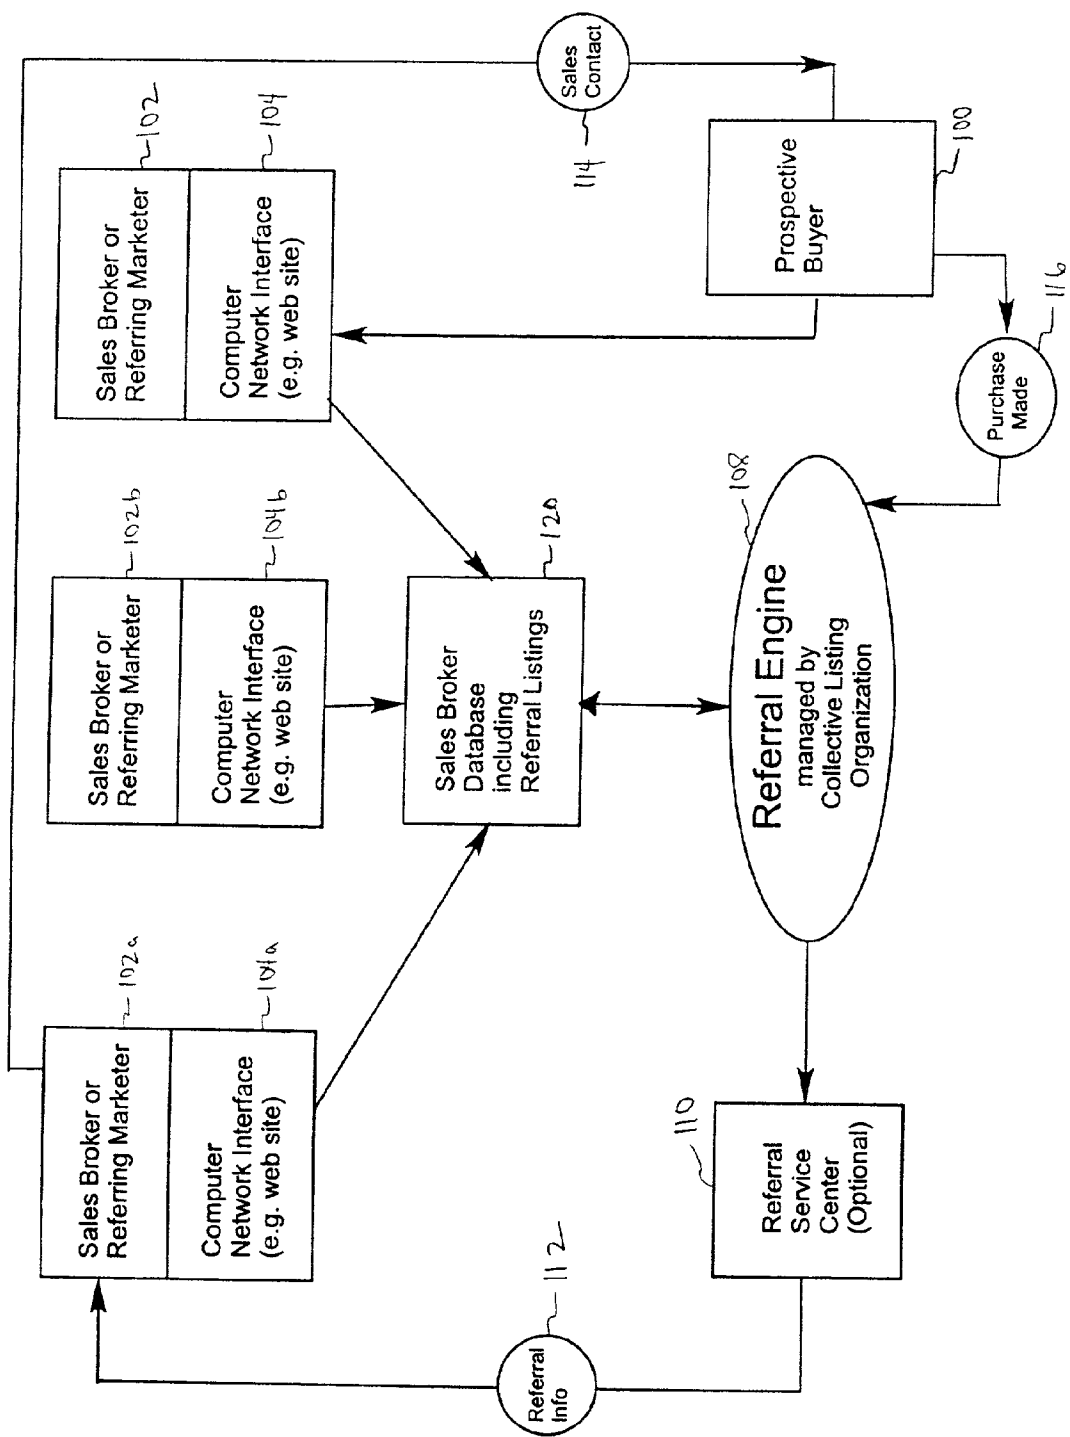 Sales Broker or
Referring Marketer
102a
Computer
Network Interface
(e.g. web site)
104a
Sales Broker or
Referring Marketer
102b
Computer
Network Interface
(e.g. web site)
104b
Sales Broker or
Referring Marketer
102
Computer
Network Interface
(e.g. web site)
104
Referral
Info
112
Sales Broker
Database
including
Referral Listings
120
Sales
Contact
114
Referral
Service
Center
(Optional)
110
Referral Engine
managed by
Collective Listing
Organization
108
Prospective
Buyer
100
Purchase
Made
116